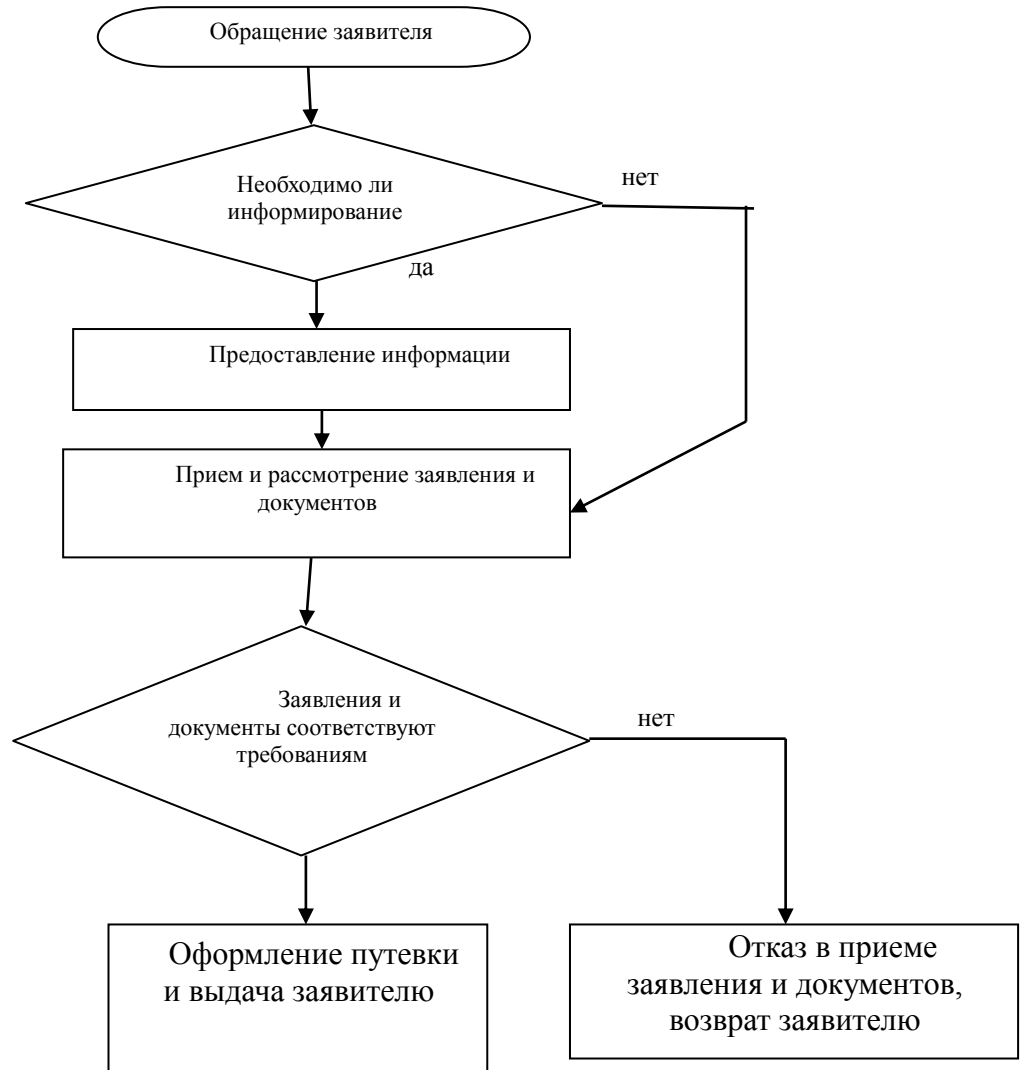 Обращение заявителя
Необходимо ли
информирование
нет
да
Предоставление информации
Прием и рассмотрение заявления и
документов
Заявления и
документы соответствуют
требованиям
нет
Оформление путевки
и выдача заявителю
Отказ в приеме
заявления и документов,
возврат заявителю